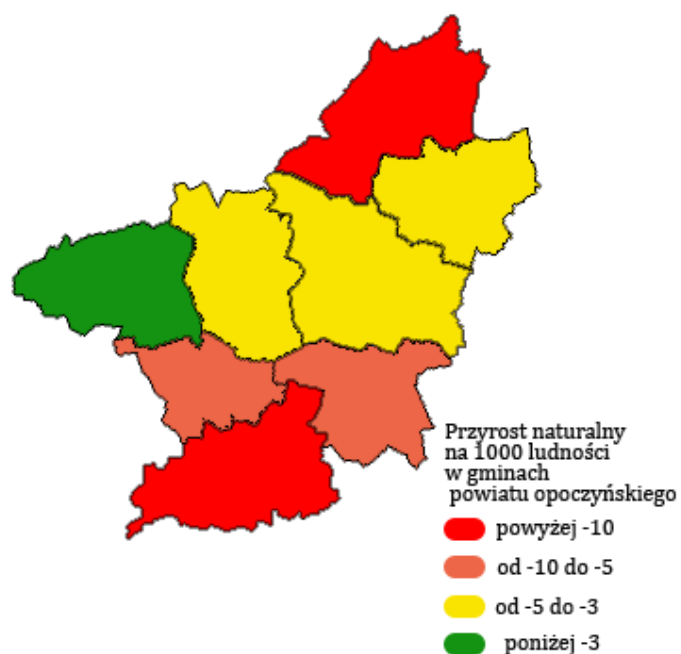 Przyrost naturalny
na 1000 ludności
w gminach
powiatu opoczyńskiego
powyżej -10
od -10 do -5
od -5 do -3
poniżej -3